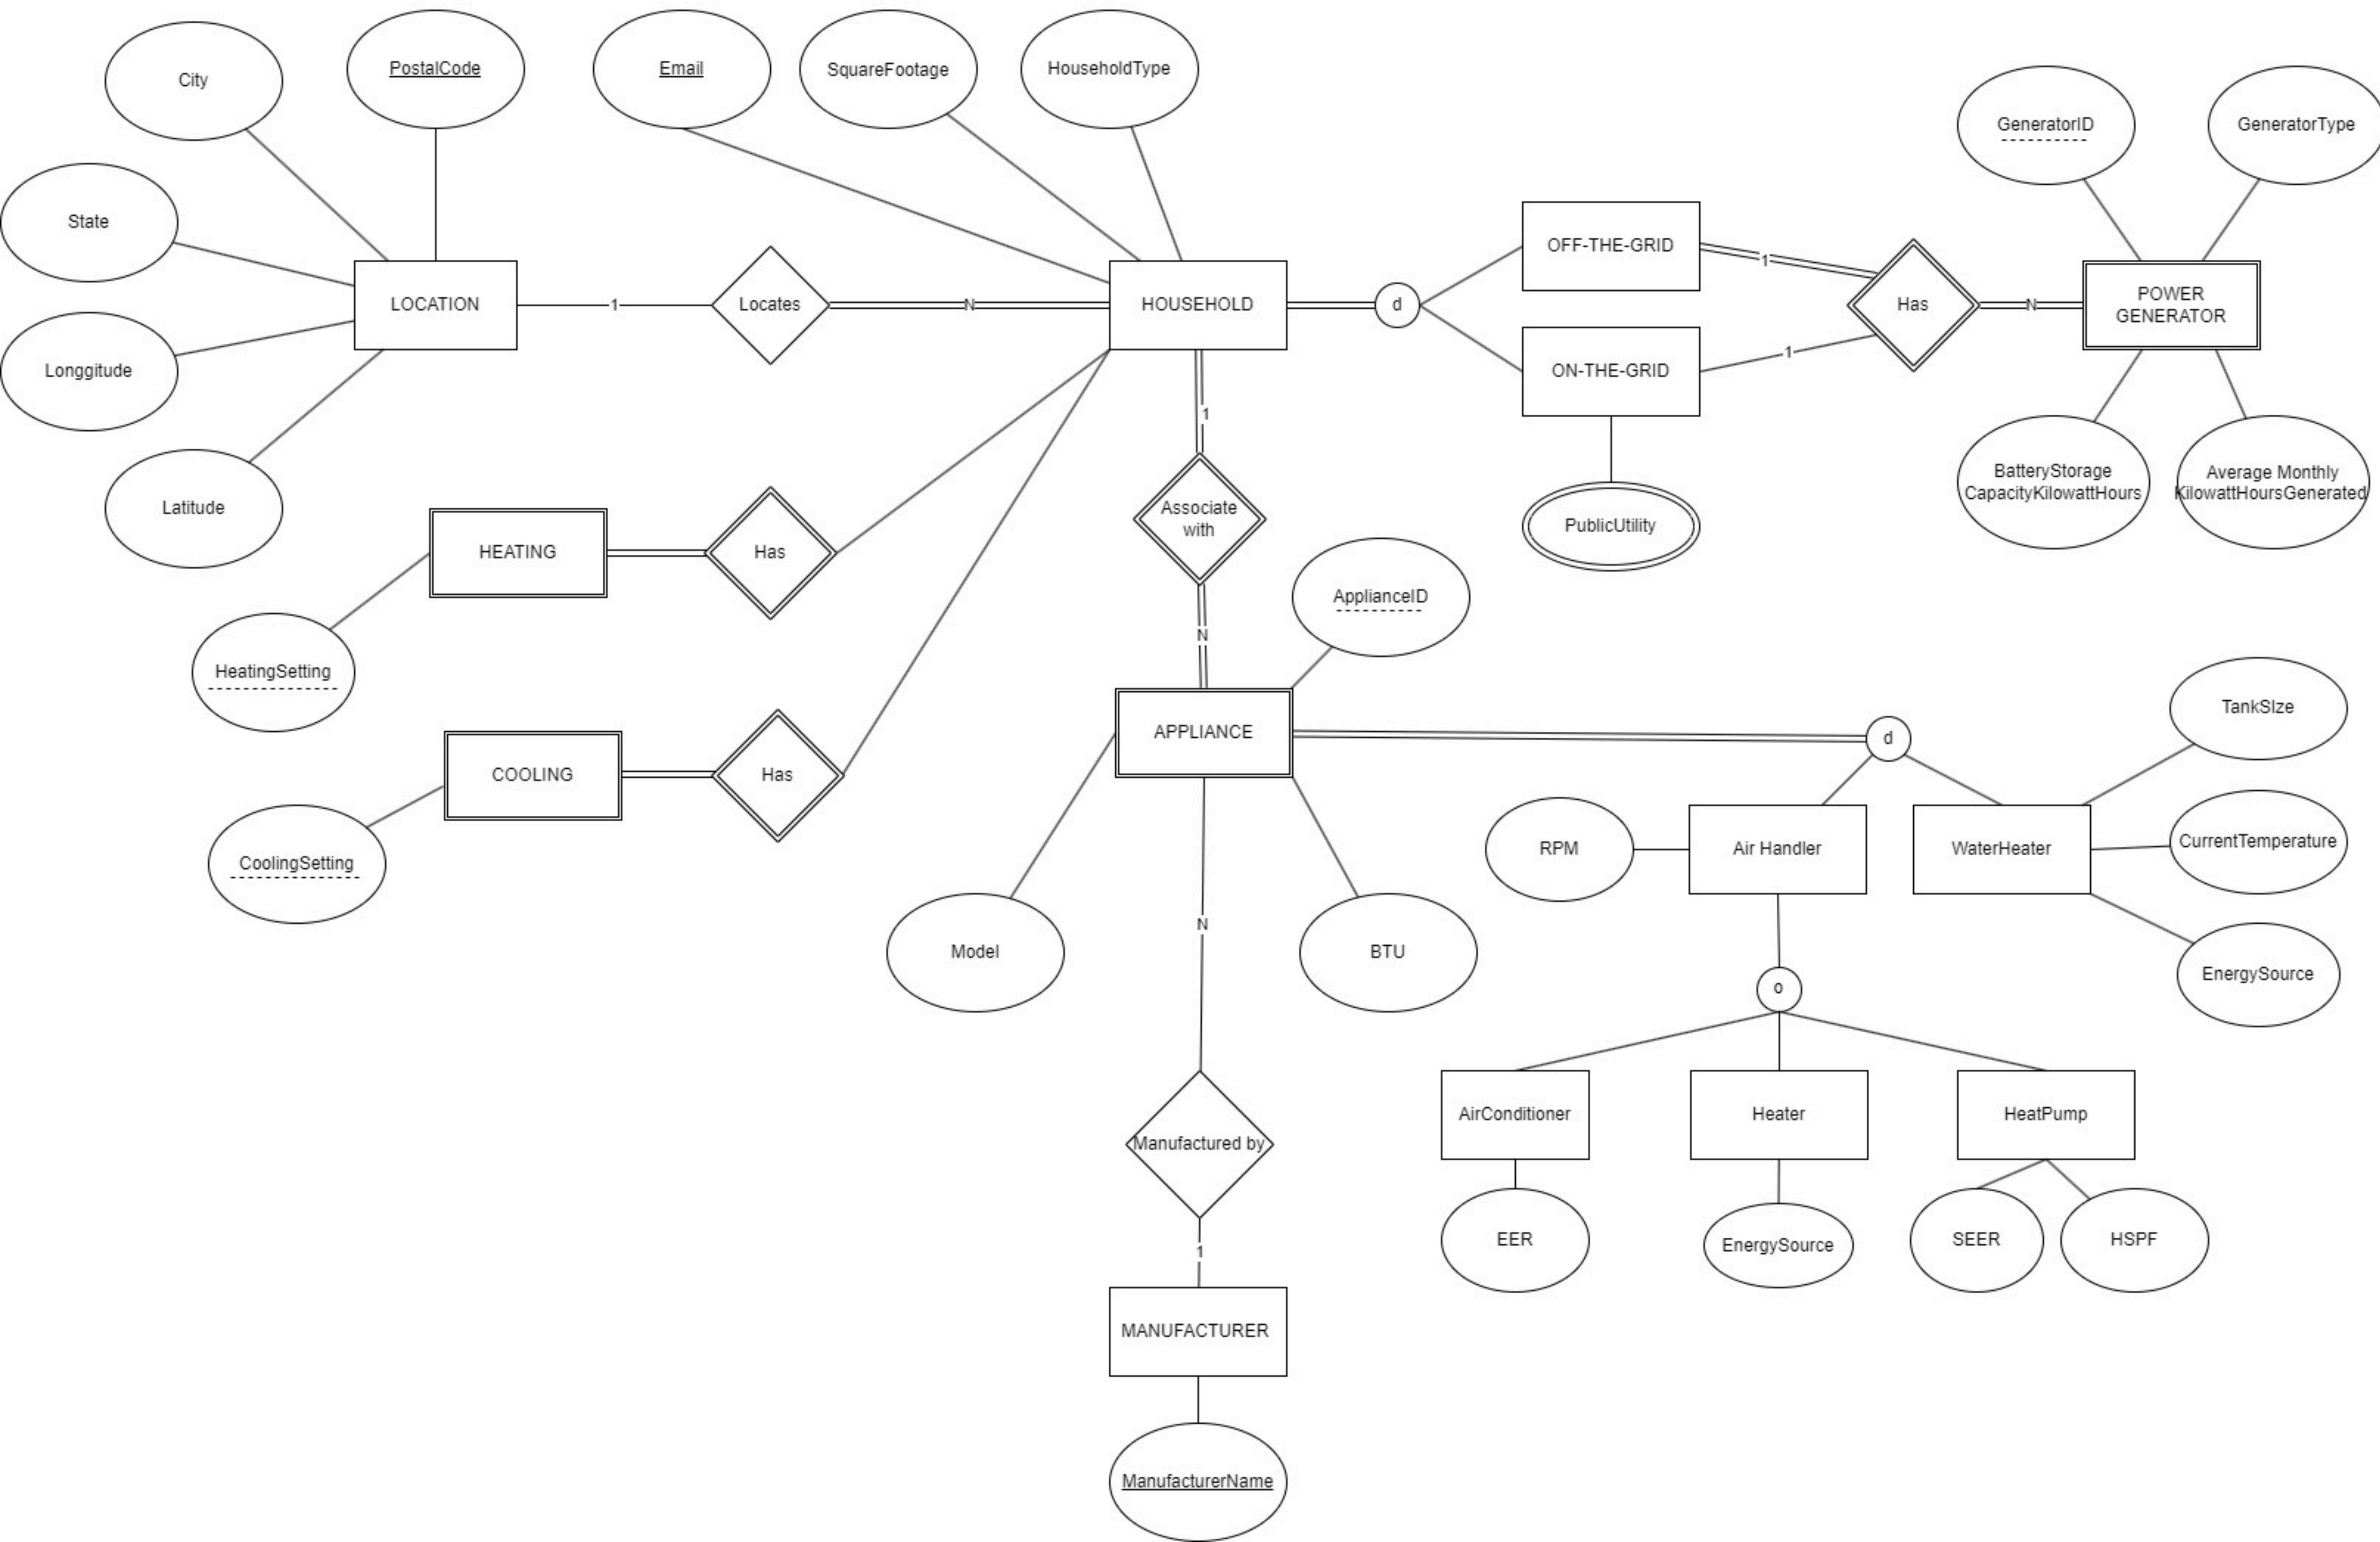 City
PostalCode
Email
SquareFootage
HouseholdType
GeneratorID
GeneratorType
State
OFF-THE-GRID
1
LOCATION
1
Locates
N
HOUSEHOLD
d
Has
N
POWER
GENERATOR
Longgitude
ON-THE-GRID
1
1
Latitude
Associate
with
PublicUtility
BatteryStorage
CapacityKilowattHours
Average Monthly
KilowattHoursGenerated
HEATING
Has
ApplianceID
N
HeatingSetting
TankSIze
APPLIANCE
d
COOLING
Has
CoolingSetting
RPM
Air Handler
WaterHeater
CurrentTemperature
N
Model
BTU
EnergySource
o
AirConditioner
Heater
HeatPump
Manufactured by
EER
EnergySource
SEER
HSPF
1
MANUFACTURER
ManufacturerName